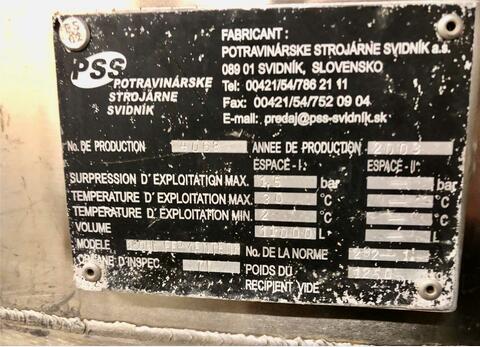 FABRICANT:
POTRAVINÁRSKE STROJÁRNE SVIDNÍK a.s.
089 01 SVIDNÍK, SLOVENSKO
Tel: 00421/54/786 21 11
Fax: 00421/54/752 09 04
E-mail: predaj@pss-svidnik.sk
PSS
POTRAVINÁRSKE
STROJÁRNE
SVIDNÍK
No. DE PRODUCTION ANNEE DE PRODUCTION 2003
ESPACE-I. ESPACE-II.
SURPRESSION D'EXPLOITATION MAX. bar bar
TEMPERATURE D'EXPLOITATION MAX. °C °C
TEMPERATURE D'EXPLOITATION MIN. °C °C
VOLUME L L
MODELE No. DE LA NORME
D'INSPEC. POIDS DU
RECIPIENT VIDE